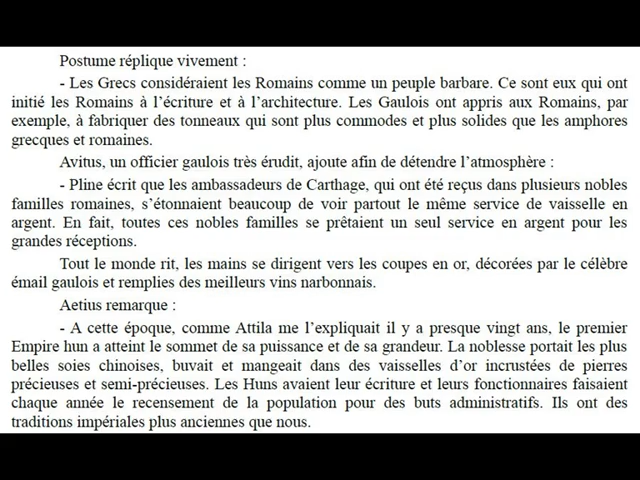 Postume réplique vivement :
- Les Grecs considéraient les Romains comme un peuple barbare. Ce sont eux qui ont
initié les Romains à l’écriture et à l’architecture. Les Gaulois ont appris aux Romains, par
exemple, à fabriquer des tonneaux qui sont plus commodes et plus solides que les amphores
grecques et romaines.
Avitus, un officier gaulois très érudit, ajoute afin de détendre l’atmosphère :
- Pline écrit que les ambassadeurs de Carthage, qui ont été reçus dans plusieurs nobles
familles romaines, s’étonnaient beaucoup de voir partout le même service de vaisselle en
argent. En fait, toutes ces nobles familles se prêtaient un seul service en argent pour les
grandes réceptions.
Tout le monde rit, les mains se dirigent vers les coupes en or, décorées par le célèbre
émail gaulois et remplies des meilleurs vins narbonnais.
Aetius remarque :
- A cette époque, comme Attila me l’expliquait il y a presque vingt ans, le premier
Empire hun a atteint le sommet de sa puissance et de sa grandeur. La noblesse portait les plus
belles soies chinoises, buvait et mangeait dans des vaisselles d’or incrustées de pierres
précieuses et semi-précieuses. Les Huns avaient leur écriture et leurs fonctionnaires faisaient
chaque année le recensement de la population pour des buts administratifs. Ils ont des
traditions impériales plus anciennes que nous.